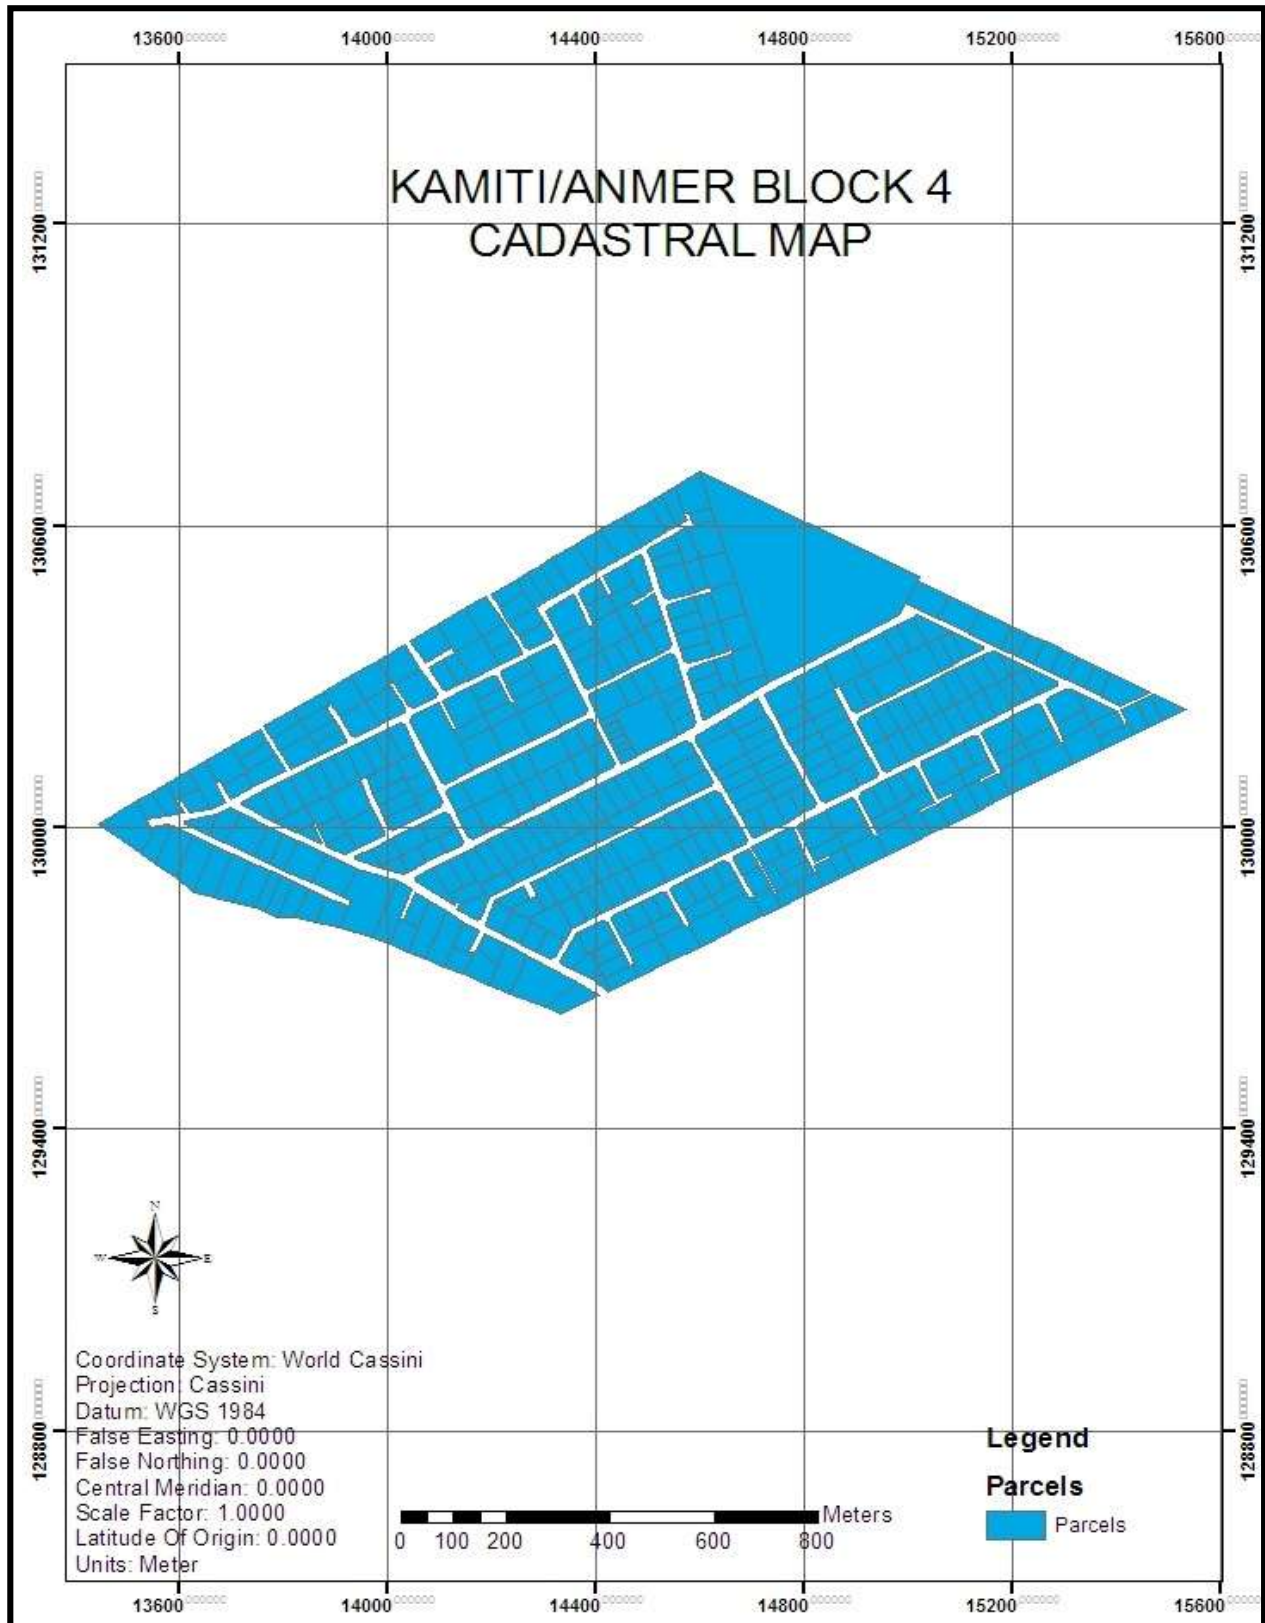 13600 14000 14400 14800 15200 15600
KAMITI/ANMER BLOCK 4
CADASTRAL MAP
131200 131200
130600 130600
130000 130000
129400 129400
N
W E
S
Coordinate System: World Cassini
Projection: Cassini
Datum: WGS 1984
False Easting: 0.0000
False Northing: 0.0000
Central Meridian: 0.0000
Scale Factor: 1.0000
Latitude Of Origin: 0.0000
Units: Meter
128800 128800
Meters
0 100 200 400 600 800
Legend
Parcels
Parcels
13600 14000 14400 14800 15200 15600